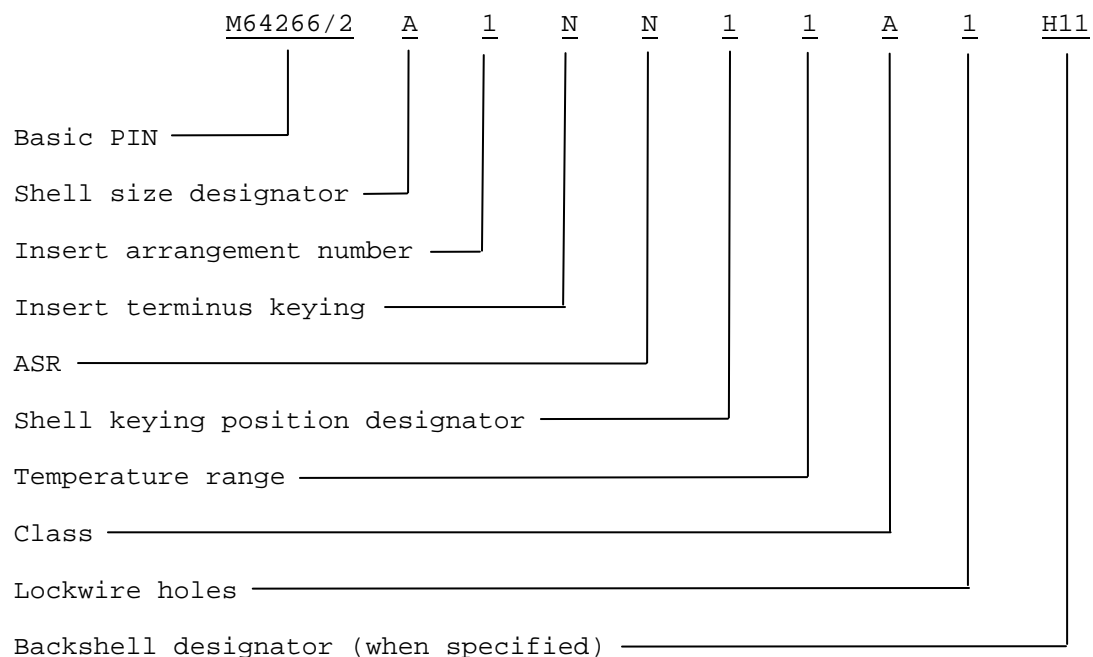 M64266/2 A 1 N N 1 1 A 1 H11
Basic PIN
Shell size designator
Insert arrangement number
Insert terminus keying
ASR
Shell keying position designator
Temperature range
Class
Lockwire holes
Backshell designator (when specified)